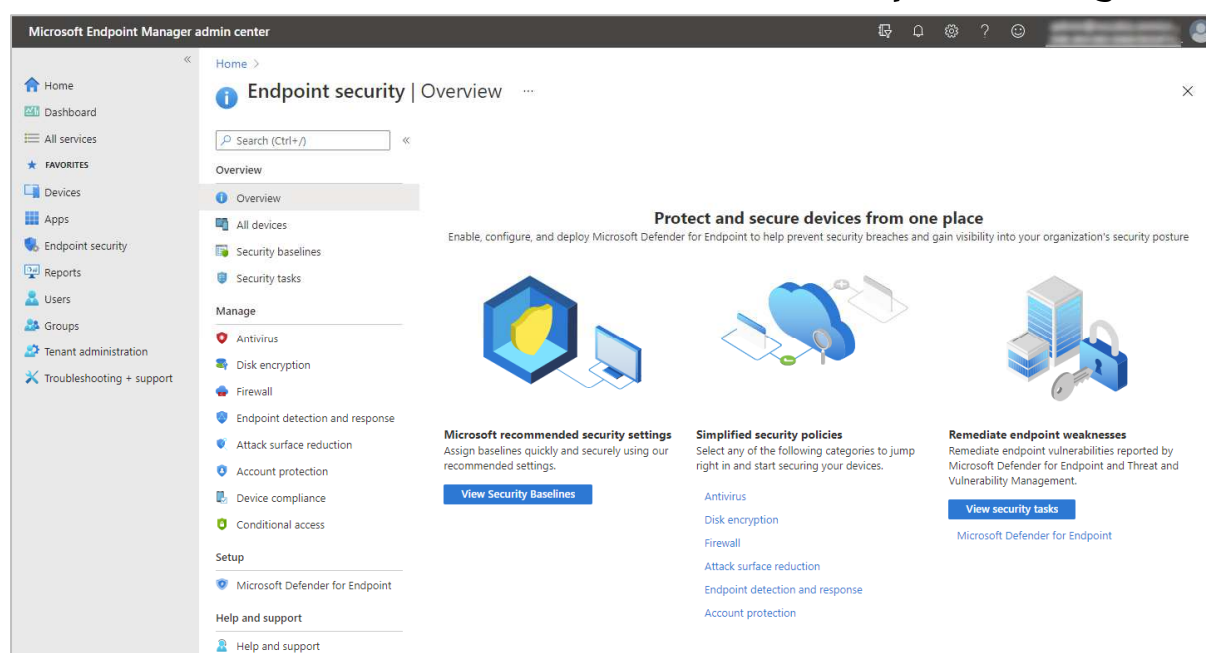 Microsoft Endpoint Manager admin center
«
Home
Dashboard
All services
FAVORITES
Devices
Apps
Endpoint security
Reports
Users
Groups
Tenant administration
Troubleshooting + support
Home >
Endpoint security | Overview ...
Search (Ctrl+/)
«
Overview
Overview
All devices
Security baselines
Security tasks
Manage
Antivirus
Disk encryption
Firewall
Endpoint detection and response
Attack surface reduction
Account protection
Device compliance
Conditional access
Setup
Microsoft Defender for Endpoint
Help and support
Help and support
Protect and secure devices from one place
Enable, configure, and deploy Microsoft Defender for Endpoint to help prevent security breaches and gain visibility into your organization's security posture
Microsoft recommended security settings
Assign baselines quickly and securely using our
recommended settings.
View Security Baselines
Simplified security policies
Select any of the following categories to jump
right in and start securing your devices.
Antivirus
Disk encryption
Firewall
Attack surface reduction
Endpoint detection and response
Account protection
Remediate endpoint weaknesses
Remediate endpoint vulnerabilities reported by
Microsoft Defender for Endpoint and Threat and
Vulnerability Management.
View security tasks
Microsoft Defender for Endpoint